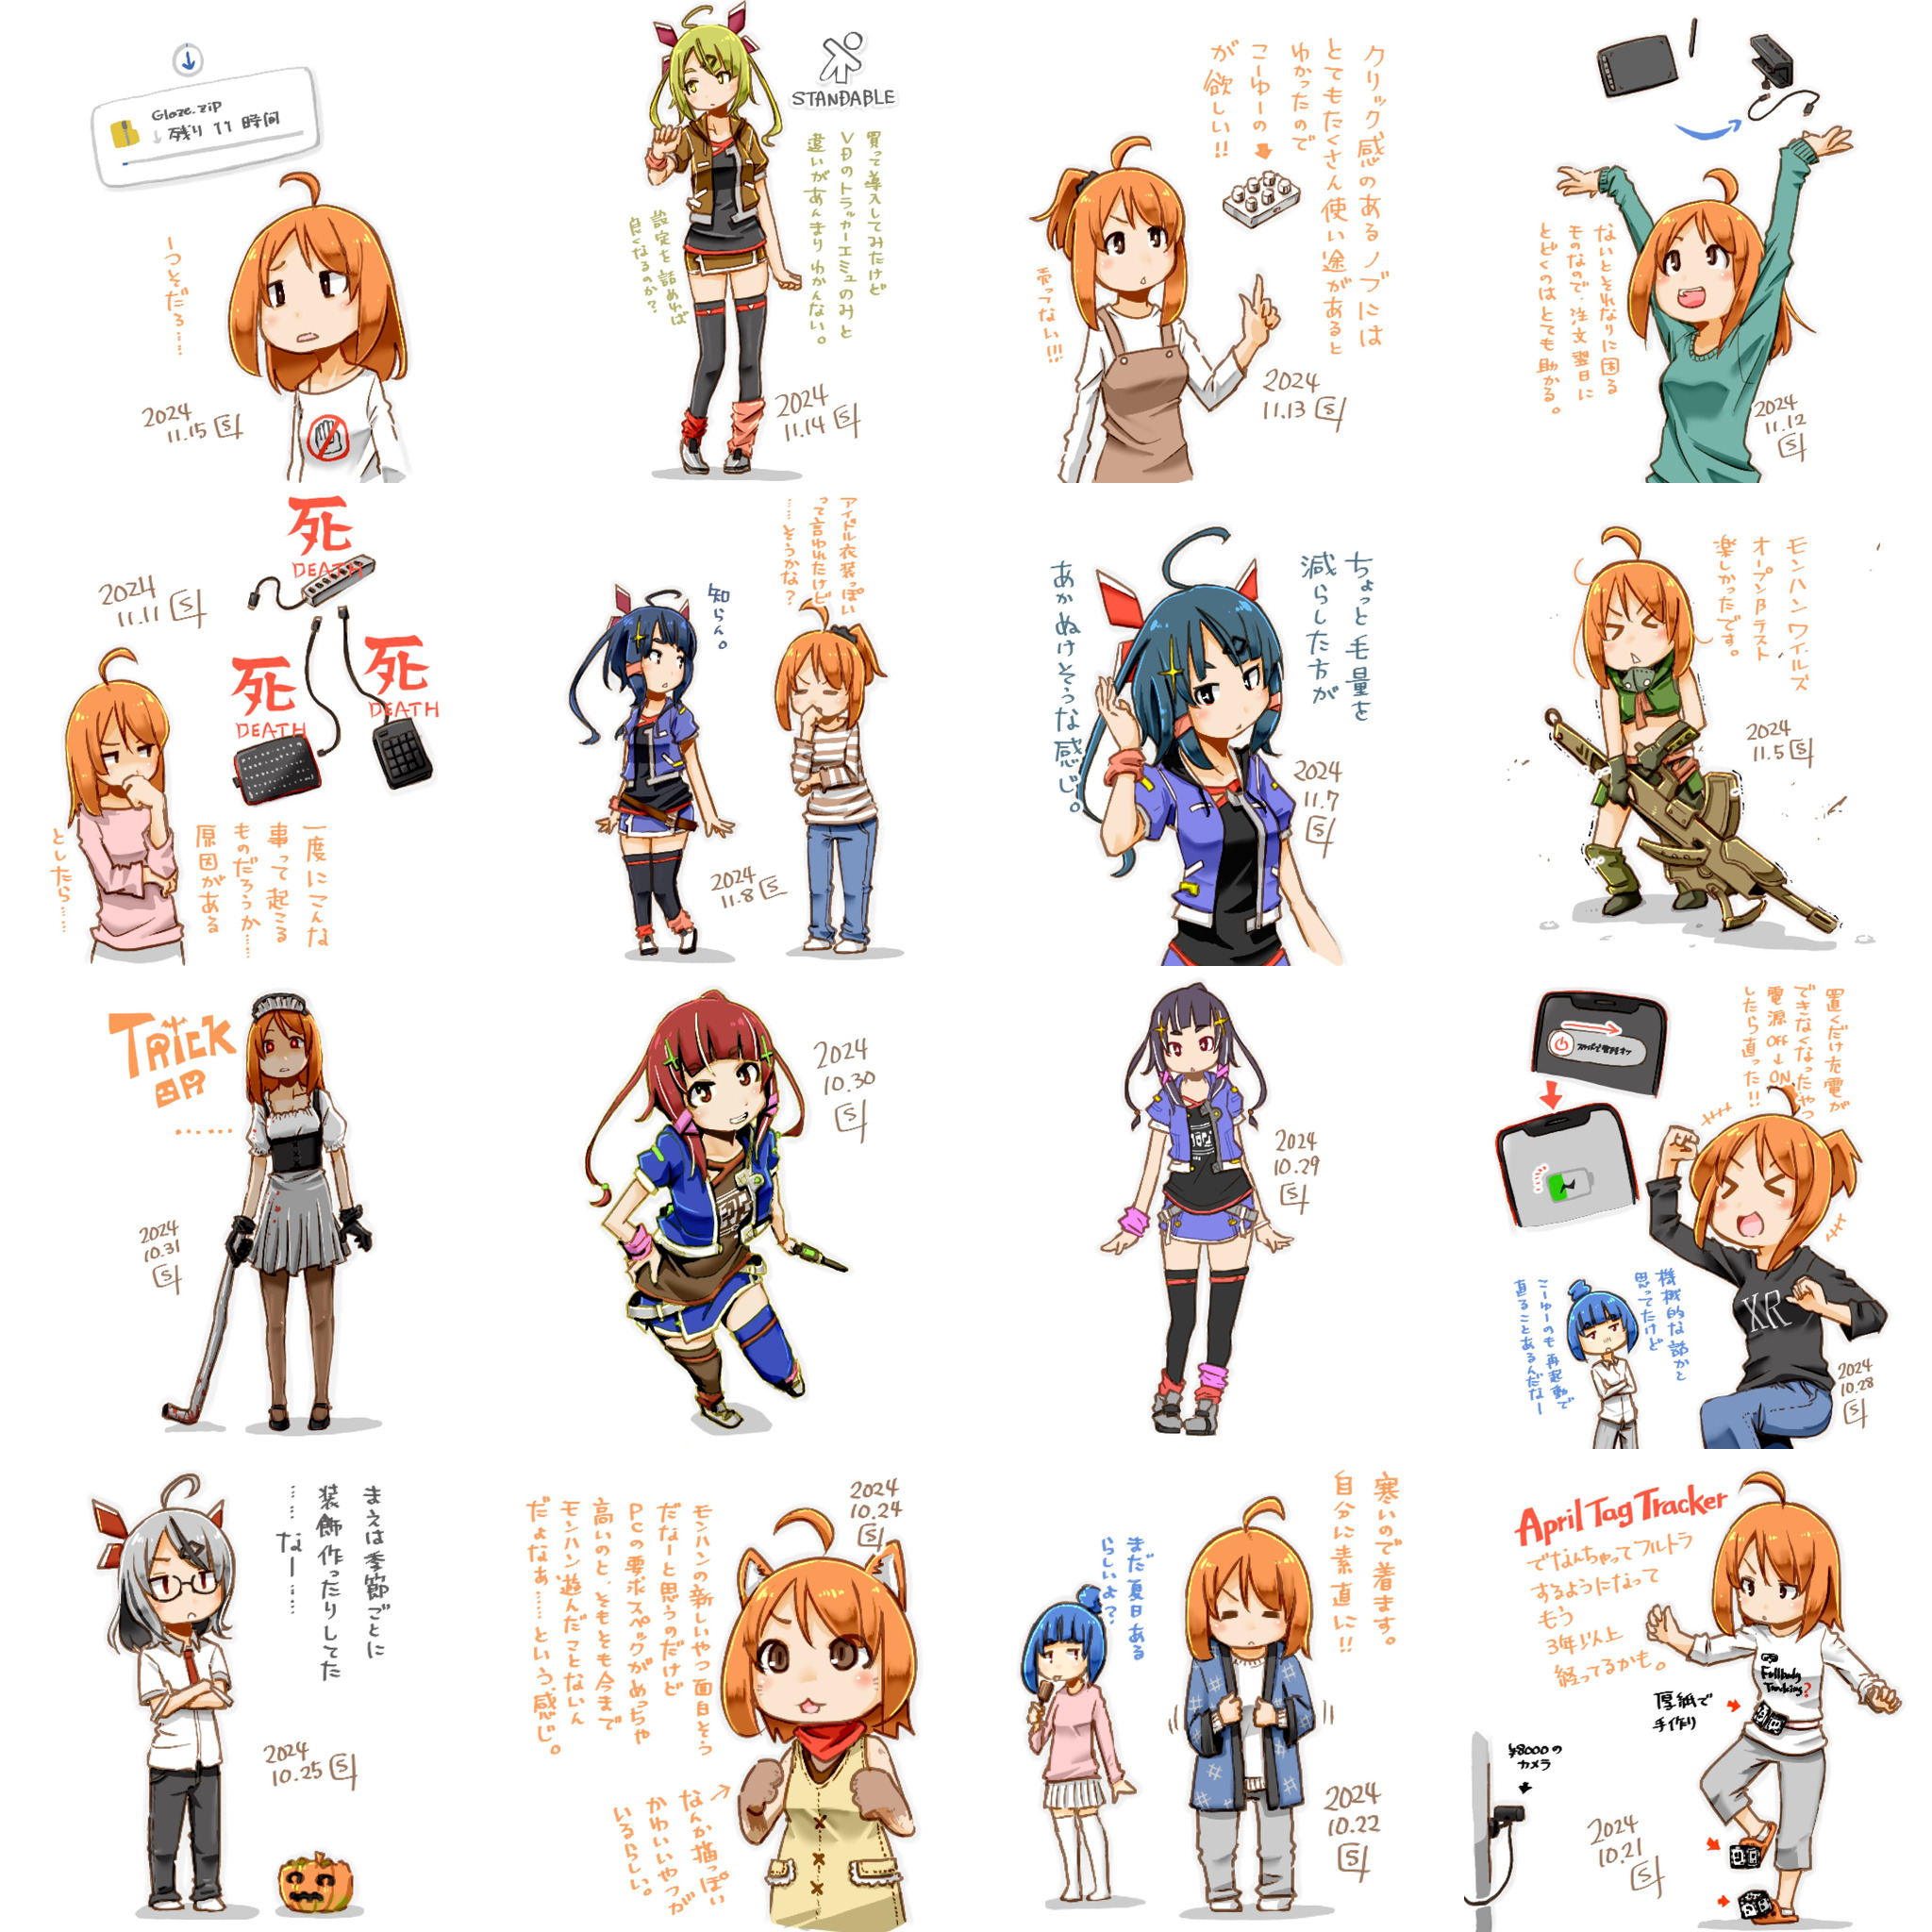 Glaze.zip
↓残り 11 時間
うそだろ……
2024
11.15
STANDABLE
買って導入してみたけど
VDのトラッカーエミュのみと
違いがあんまりわかんない。
設定を詰めれば
良くなるのか?
2024
11.14
クリック感のあるノブには
とてもたくさん使い途があると
ゆかったので
こーゆーの➡
が欲しい!!
売ってない!!!
2024
11.13
ないとそれなりに困る
ものなので、注文翌日に
とどくのはとても助かる。
2024
11.12
死
DEATH
死
DEATH
死
DEATH
2024
11.11
一度にこんな
事って起こる
ものだろうか……
原因がある
としたら……
アイドル衣装っぽい
って言われたけど
……そうかな?
知らん。
2024
11.8
ちょっと毛量を
減らした方が
あかぬけそうな感じ。
2024
11.7
モンハンワイルズ
オープンβテスト
楽しかったです。
2024
11.5
TRICK
OR
……
2024
10.31
2024
10.30
2024
10.29
置くだけ充電が
できなくなったやつ
電源OFF→ON
したら直った!!
機械的な話かと
思ってたけど
こーゆーのも再起動で
直ることあるんだなー
XR
2024
10.28
まえは季節ごとに
装飾作ったりしてた
……なー……
2024
10.25
2024
10.24
モンハンの新しいやつ面白そう
だなーと思うのだけど
PCの要求スペックがめっちゃ
高いのと、そもそも今まで
モンハン遊んだことないん
だよなぁ……という感じ。
なんか猫っぽい
かわいいやつが
いるらしい。
寒いので着ます。
自分に素直に!!
まだ夏日ある
らしいよ?
2024
10.22
April Tag Tracker
でなんちゃってフルトラ
するようになって
もう
3年以上
経ってるかも。
Fullbody
Tracking?
厚紙で
手作り
¥8000の
カメラ
2024
10.21